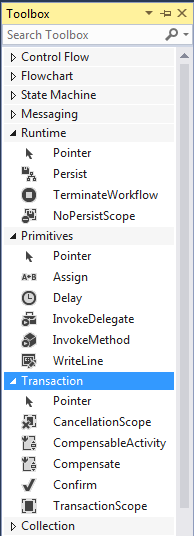 Toolbox
Search Toolbox
Control Flow
Flowchart
State Machine
Messaging
Runtime
Pointer
Persist
TerminateWorkflow
NoPersistScope
Primitives
Pointer
A+B Assign
Delay
InvokeDelegate
InvokeMethod
WriteLine
Transaction
Pointer
CancellationScope
CompensableActivity
Compensate
Confirm
TransactionScope
Collection